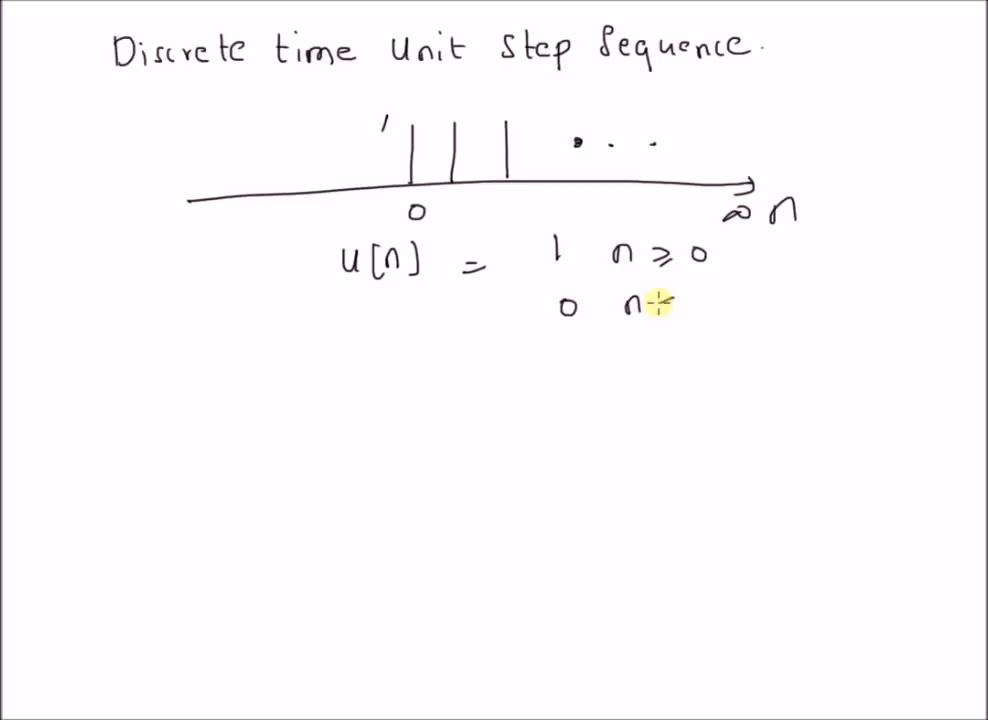 Discrete time Unit Step Sequence.
1
. . .
0 ∞ n
u[n] = 1 n ≥ 0
0 n